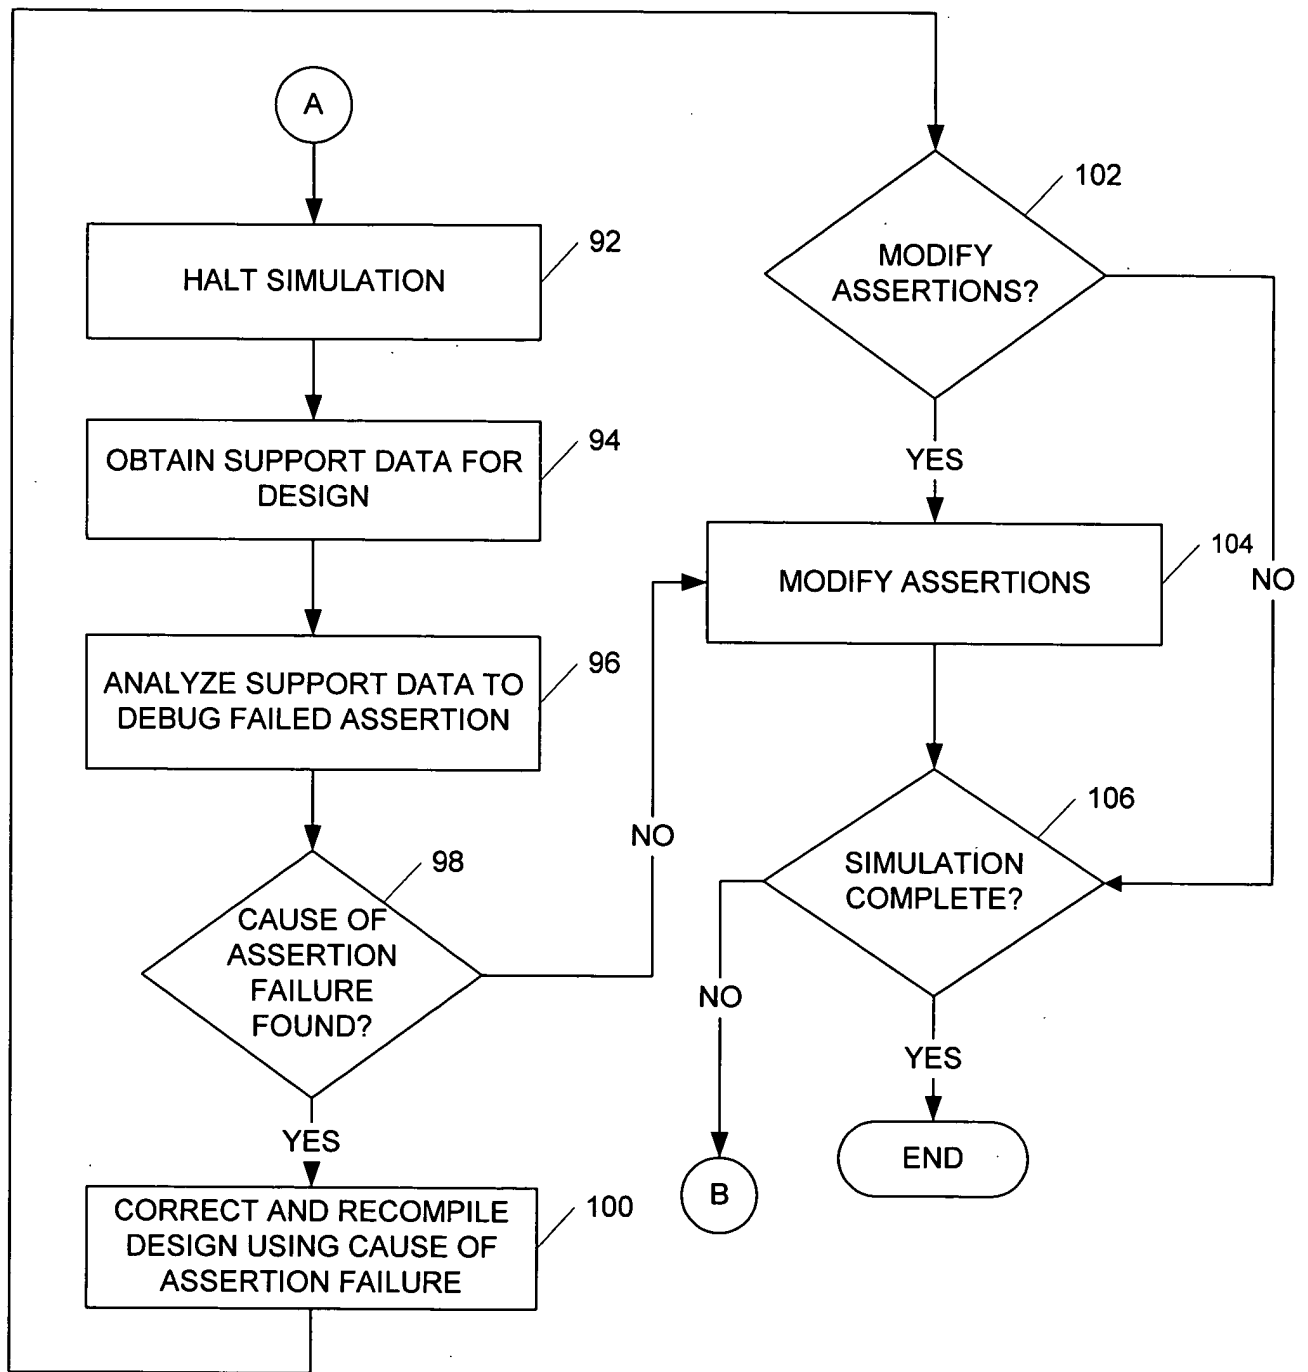 A
HALT SIMULATION
92
OBTAIN SUPPORT DATA FOR
DESIGN
94
ANALYZE SUPPORT DATA TO
DEBUG FAILED ASSERTION
96
CAUSE OF
ASSERTION
FAILURE
FOUND?
98
NO
YES
CORRECT AND RECOMPILE
DESIGN USING CAUSE OF
ASSERTION FAILURE
100
MODIFY
ASSERTIONS?
102
YES
NO
MODIFY ASSERTIONS
104
SIMULATION
COMPLETE?
106
NO
YES
B
END